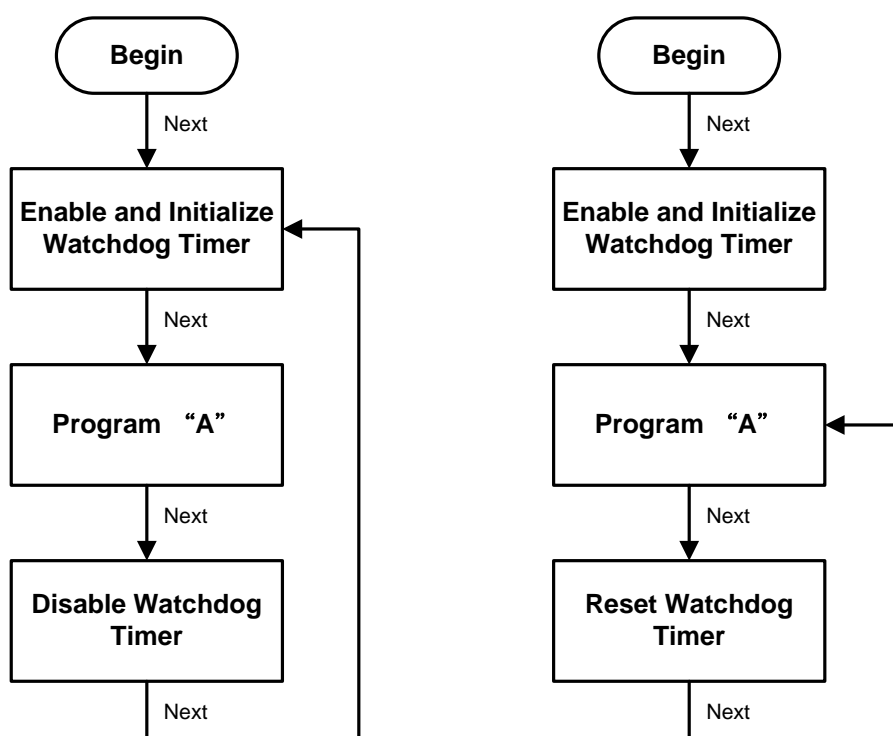 Begin
Next
Enable and Initialize
Watchdog Timer
Next
Program “A”
Next
Disable Watchdog
Timer
Next
Begin
Next
Enable and Initialize
Watchdog Timer
Next
Program “A”
Next
Reset Watchdog
Timer
Next